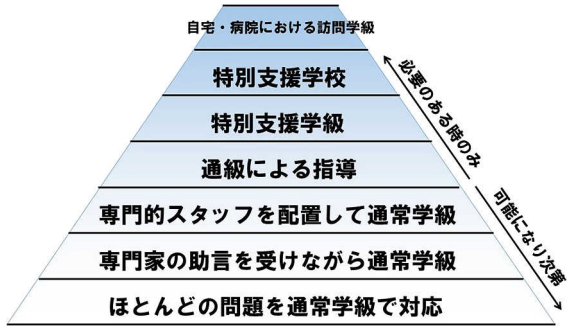 自宅・病院における訪問学級
特別支援学校
特別支援学級
通級による指導
専門的スタッフを配置して通常学級
専門家の助言を受けながら通常学級
ほとんどの問題を通常学級で対応
必要のある時のみ
可能になり次第